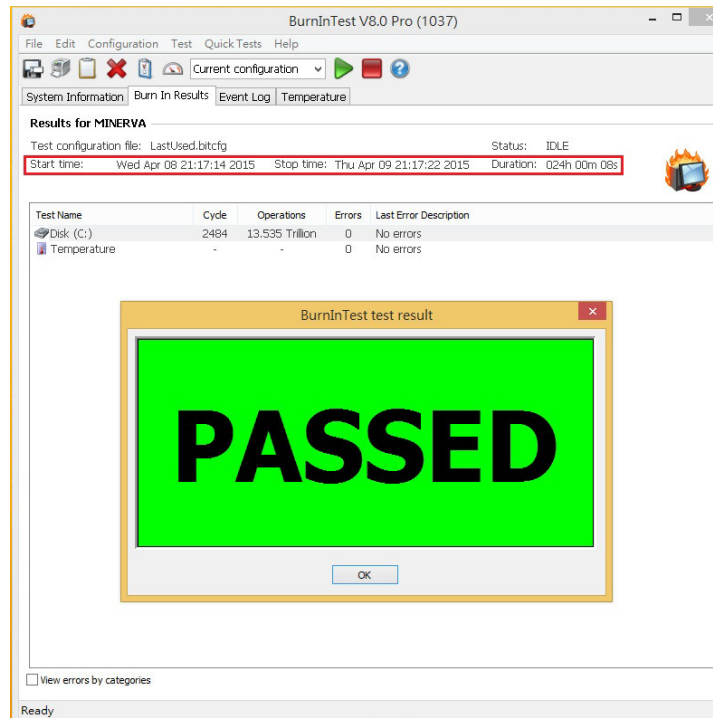 BurnInTest V8.0 Pro (1037)
File Edit Configuration Test Quick Tests Help
Current configuration
System Information Burn In Results Event Log Temperature
Results for MINERVA
Test configuration file: LastUsed.bitcfg Status: IDLE
Start time: Wed Apr 08 21:17:14 2015 Stop time: Thu Apr 09 21:17:22 2015 Duration: 024h 00m 08s
Test Name Cycle Operations Errors Last Error Description
Disk (C:) 2484 13.535 Trillion 0 No errors
Temperature - - 0 No errors
BurnInTest test result
PASSED
OK
View errors by categories
Ready